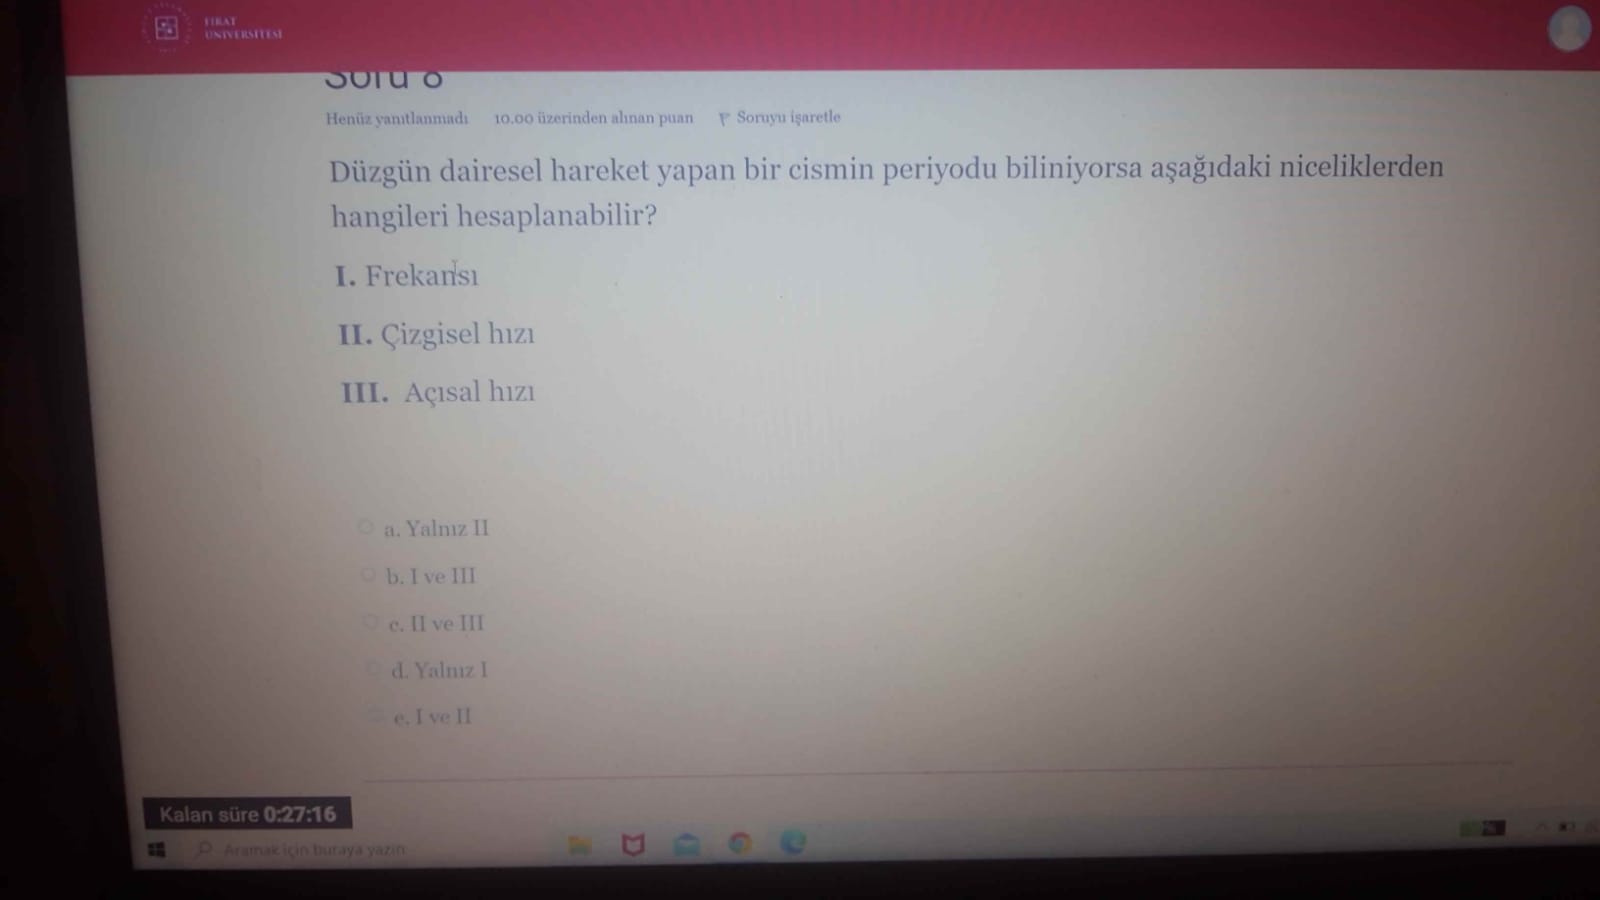 FIRAT
ÜNİVERSİTESİ
Soru 8
Henüz yanıtlanmadı 10,00 üzerinden alınan puan Soruyu işaretle
Düzgün dairesel hareket yapan bir cismin periyodu biliniyorsa aşağıdaki niceliklerden
hangileri hesaplanabilir?
I. Frekansı
II. Çizgisel hızı
III. Açısal hızı
a. Yalnız II
b. I ve III
c. II ve III
d. Yalnız I
e. I ve II
Kalan süre 0:27:16
Aramak için buraya yazın